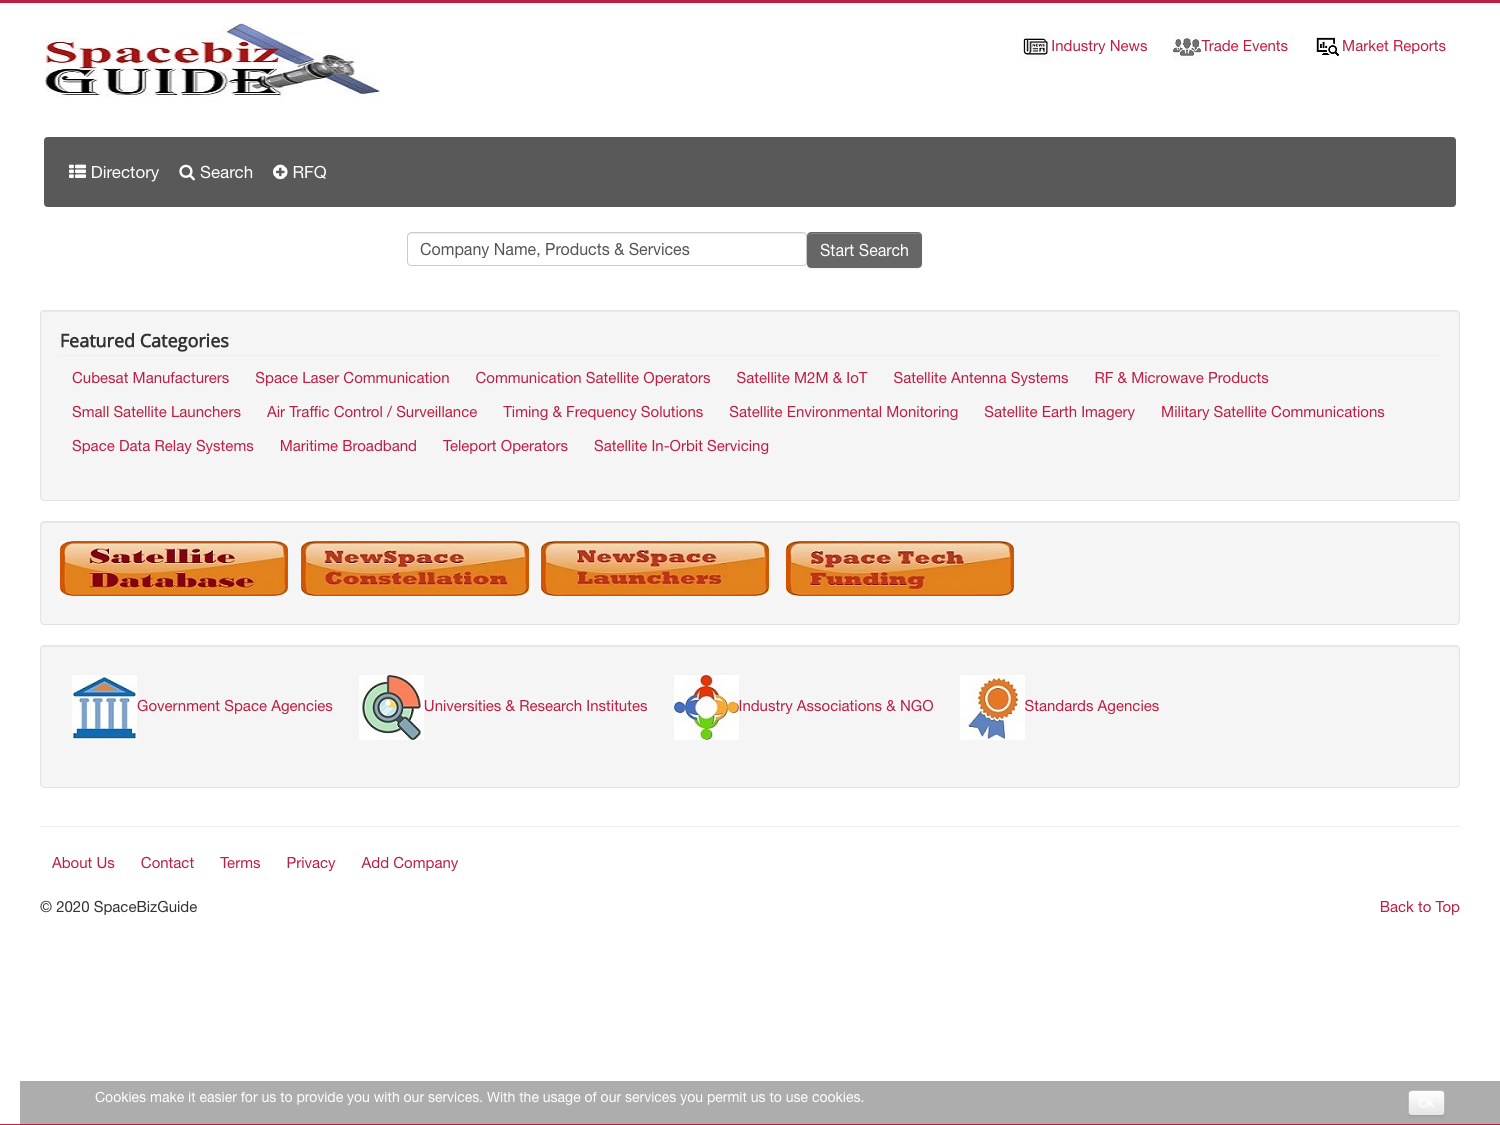 Spacebiz
GUIDE
Industry News Trade Events Market Reports
Directory Search RFQ
Company Name, Products & Services Start Search
Featured Categories
Cubesat Manufacturers Space Laser Communication Communication Satellite Operators Satellite M2M & IoT Satellite Antenna Systems RF & Microwave Products
Small Satellite Launchers Air Traffic Control / Surveillance Timing & Frequency Solutions Satellite Environmental Monitoring Satellite Earth Imagery Military Satellite Communications
Space Data Relay Systems Maritime Broadband Teleport Operators Satellite In-Orbit Servicing
Satellite Database
NewSpace Constellation
NewSpace Launchers
Space Tech Funding
Government Space Agencies Universities & Research Institutes Industry Associations & NGO Standards Agencies
About Us Contact Terms Privacy Add Company
© 2020 SpaceBizGuide Back to Top
Cookies make it easier for us to provide you with our services. With the usage of our services you permit us to use cookies. Ok